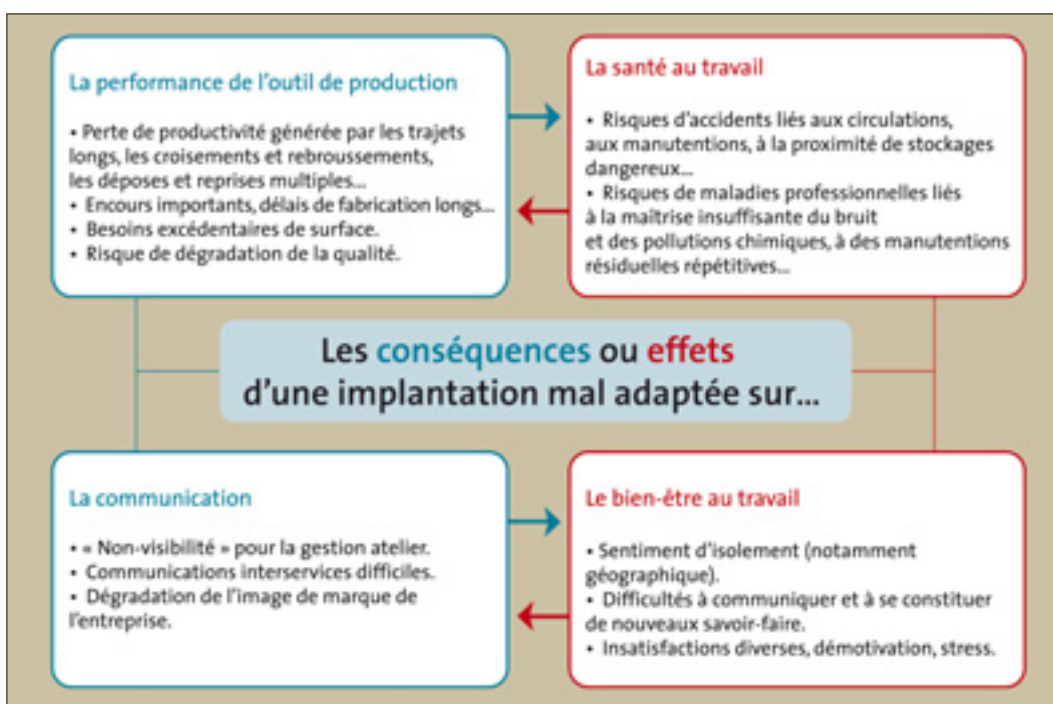 La performance de l'outil de production
• Perte de productivité générée par les trajets
longs, les croisements et rebroussements,
les déposes et reprises multiples...
• Encours importants, délais de fabrication longs...
• Besoins excédentaires de surface.
• Risque de dégradation de la qualité.
La santé au travail
• Risques d'accidents liés aux circulations,
aux manutentions, à la proximité de stockages
dangereux...
• Risques de maladies professionnelles liés
à la maîtrise insuffisante du bruit
et des pollutions chimiques, à des manutentions
résiduelles répétitives...
Les conséquences ou effets
d'une implantation mal adaptée sur...
La communication
• « Non-visibilité » pour la gestion atelier.
• Communications interservices difficiles.
• Dégradation de l'image de marque de
l'entreprise.
Le bien-être au travail
• Sentiment d'isolement (notamment
géographique).
• Difficultés à communiquer et à se constituer
de nouveaux savoir-faire.
• Insatisfactions diverses, démotivation, stress.